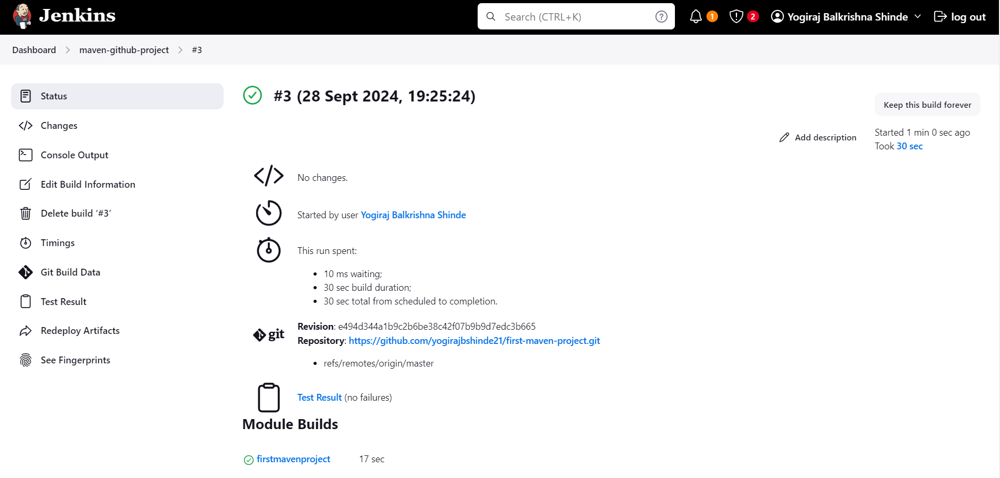 Jenkins
Search (CTRL+K)
1
2
Yogiraj Balkrishna Shinde
log out
Dashboard
maven-github-project
#3
Status
Changes
Console Output
Edit Build Information
Delete build ‘#3’
Timings
Git Build Data
Test Result
Redeploy Artifacts
See Fingerprints
#3 (28 Sept 2024, 19:25:24)
Keep this build forever
Add description
Started 1 min 0 sec ago
Took 30 sec
No changes.
Started by user Yogiraj Balkrishna Shinde
This run spent:
10 ms waiting;
30 sec build duration;
30 sec total from scheduled to completion.
git
Revision: e494d344a1b9c2b6be38c42f07b9b9d7edc3b665
Repository: https://github.com/yogirajbshinde21/first-maven-project.git
refs/remotes/origin/master
Test Result (no failures)
Module Builds
firstmavenproject 17 sec